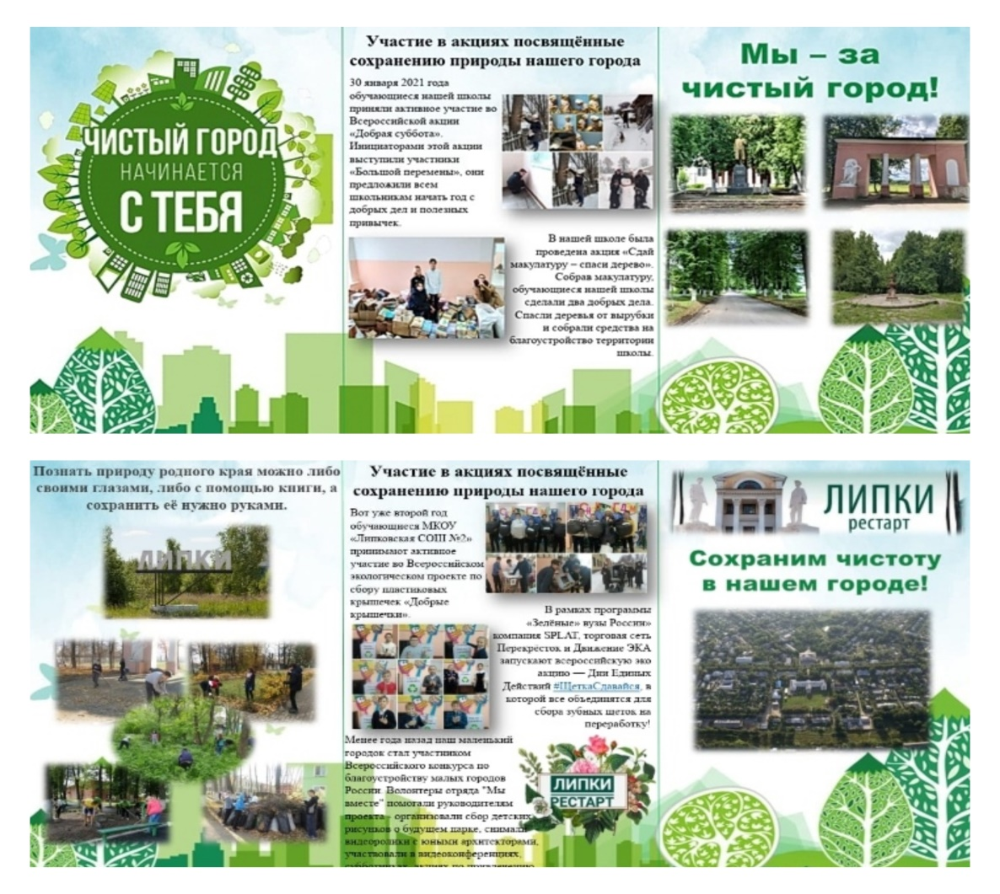 ЧИСТЫЙ ГОРОД
НАЧИНАЕТСЯ
С ТЕБЯ
Участие в акциях посвящённые
сохранению природы нашего города
30 января 2021 года
обучающиеся нашей школы
приняли активное участие во
Всероссийской акции
«Добрая суббота».
Инициаторами этой акции
выступили участники
«Большой перемены», они
предложили всем
школьникам начать год с
добрых дел и полезных
привычек.
В нашей школе была
проведена акция «Сдай
макулатуру – спаси дерево».
Собрав макулатуру,
обучающиеся нашей школы
сделали два добрых дела.
Спасли деревья от вырубки
и собрали средства на
благоустройство территории
школы.
Мы – за
чистый город!
Познать природу родного края можно либо
своими глазами, либо с помощью книги, а
сохранить её нужно руками.
ЛИПКИ
Участие в акциях посвящённые
сохранению природы нашего города
Вот уже второй год
обучающиеся МКОУ
«Липковская СОШ №2»
принимают активное
участие во Всероссийском
экологическом проекте по
сбору пластиковых
крышечек «Добрые
крышечки».
В рамках программы
«Зелёные» вузы России»
компания SPLAT, торговая сеть
Перекрёсток и Движение ЭКА
запускают всероссийскую эко
акцию — Дни Единых
Действий #ЩеткаСдавайся, в
которой все объединятся для
сбора зубных щеток на
переработку!
Менее года назад наш маленький
городок стал участником
Всероссийского конкурса по
благоустройству малых городов
России. Волонтеры отряда "Мы
вместе" помогали руководителям
проекта - организовали сбор детских
рисунков о будущем парке, снимали
видеоролики с юными архитекторами,
участвовали в видеоконференциях,
субботниках, акциях по привлечению
ЛИПКИ
РЕСТАРТ
ЛИПКИ
рестарт
Сохраним чистоту
в нашем городе!